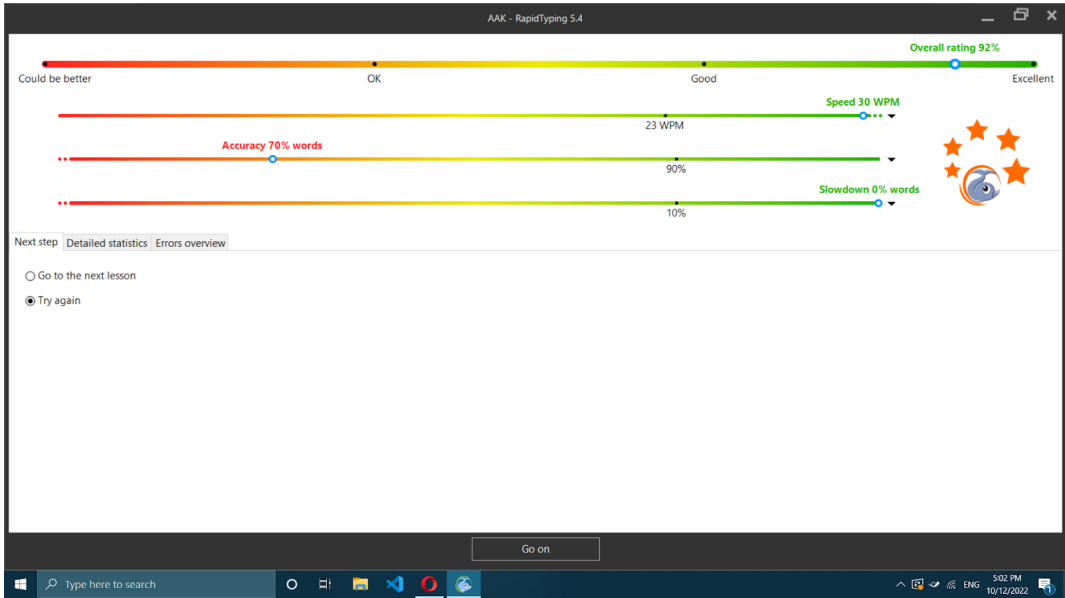 AAK - RapidTyping 5.4
Overall rating 92%
Could be better OK Good Excellent
Speed 30 WPM
23 WPM
Accuracy 70% words
90%
Slowdown 0% words
10%
Next step Detailed statistics Errors overview
Go to the next lesson
Try again
Go on
Type here to search
ENG
5:02 PM
10/12/2022
1